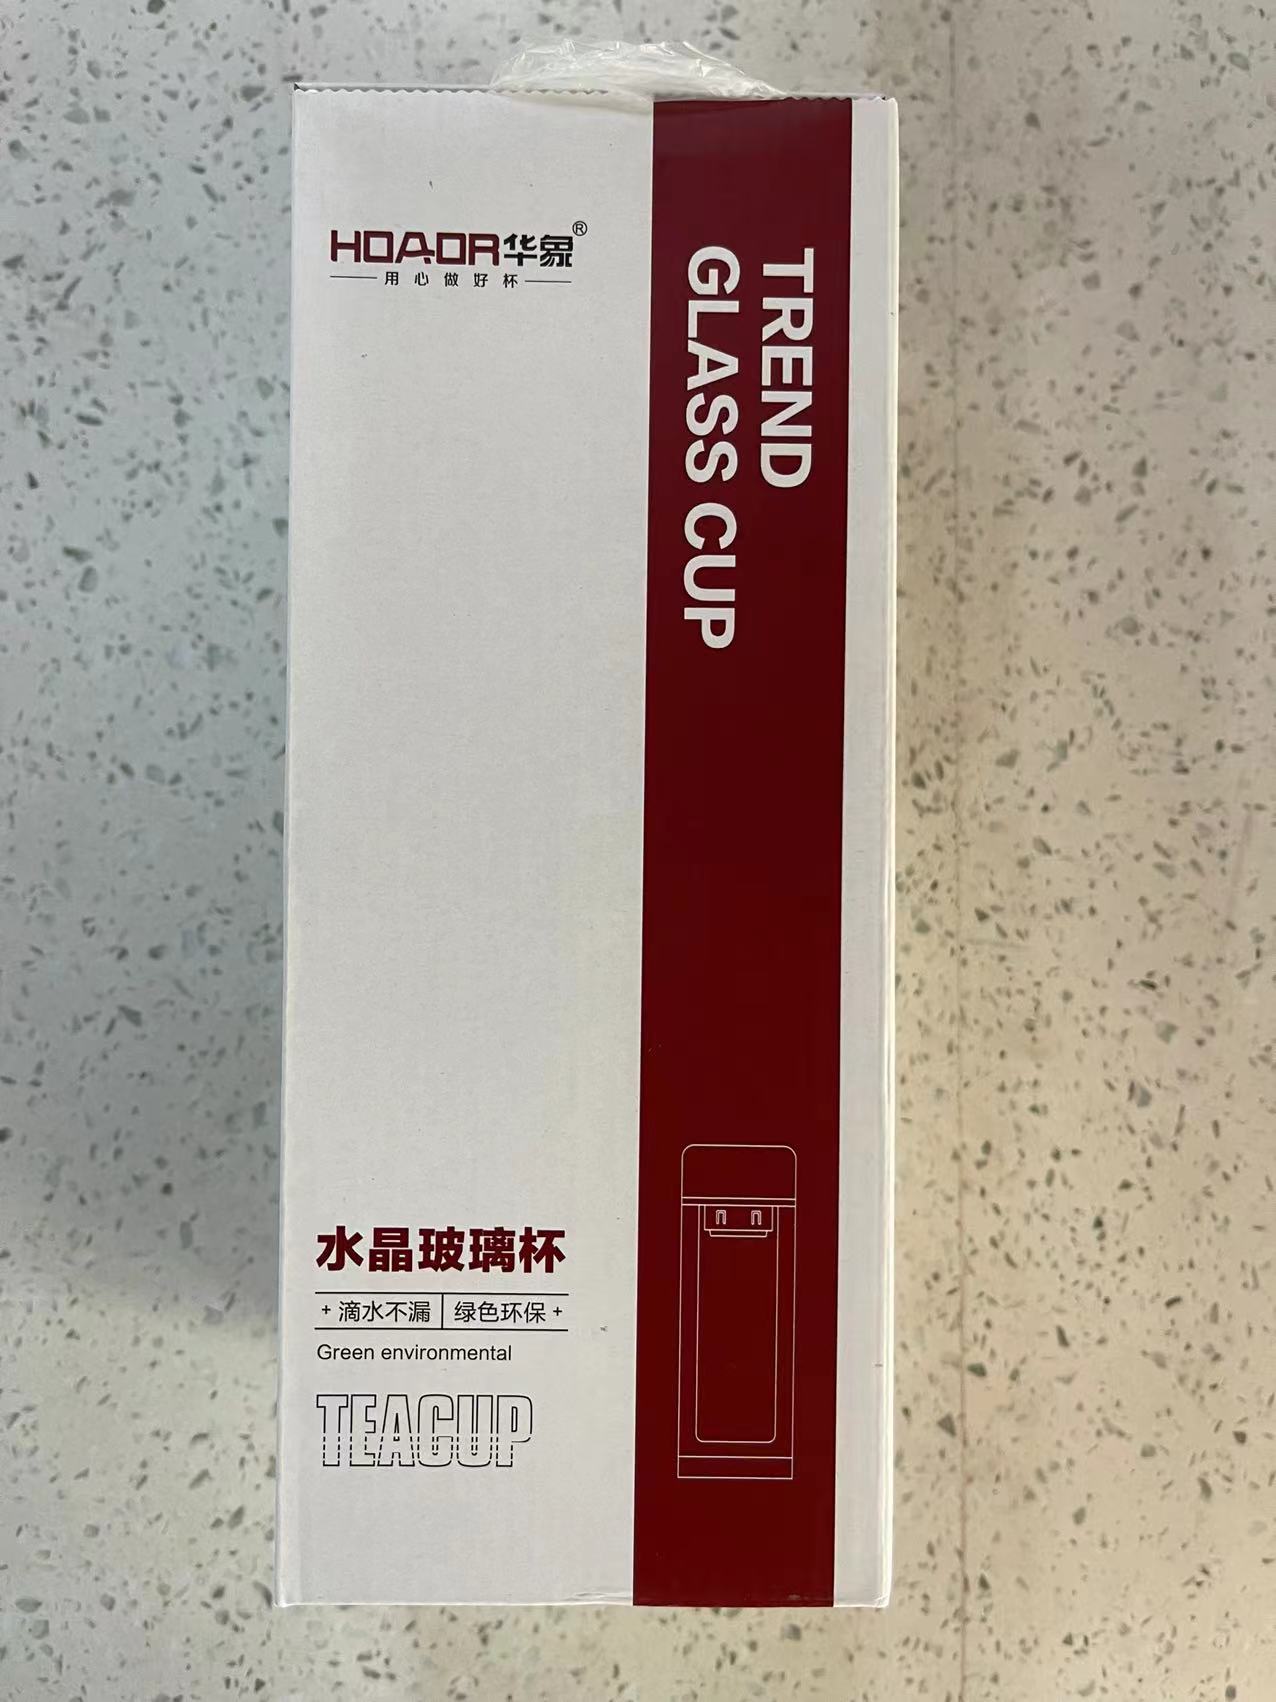 HOAOR华象®
用心做好杯
TREND
GLASS CUP
水晶玻璃杯
+ 滴水不漏 | 绿色环保 +
Green environmental
TEACUP